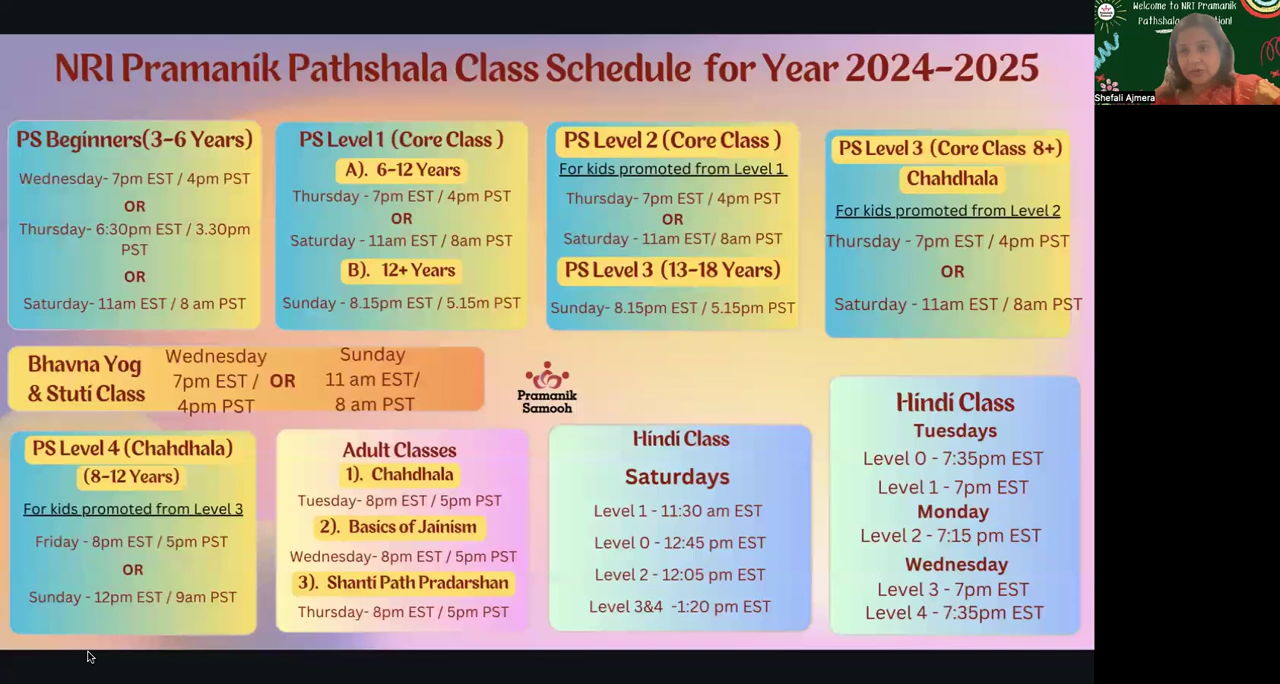 NRI Pramanik Pathshala Class Schedule for Year 2024-2025
PS Beginners(3-6 Years)
Wednesday- 7pm EST / 4pm PST
OR
Thursday- 6:30pm EST / 3.30pm
PST
OR
Saturday- 11am EST / 8 am PST
PS Level 1 (Core Class )
A). 6-12 Years
Thursday - 7pm EST / 4pm PST
OR
Saturday - 11am EST / 8am PST
B). 12+ Years
Sunday - 8.15pm EST / 5.15m PST
PS Level 2 (Core Class )
For kids promoted from Level 1
Thursday- 7pm EST / 4pm PST
OR
Saturday - 11am EST/ 8am PST
PS Level 3 (13-18 Years)
Sunday- 8.15pm EST / 5.15pm PST
PS Level 3 (Core Class 8+)
Chahdhala
For kids promoted from Level 2
Thursday - 7pm EST / 4pm PST
OR
Saturday - 11am EST / 8am PST
Bhavna Yog
& Stuti Class
Wednesday
7pm EST /
4pm PST
OR
Sunday
11 am EST/
8 am PST
Pramanik
Samooh
PS Level 4 (Chahdhala)
(8-12 Years)
For kids promoted from Level 3
Friday - 8pm EST / 5pm PST
OR
Sunday - 12pm EST / 9am PST
Adult Classes
1). Chahdhala
Tuesday- 8pm EST / 5pm PST
2). Basics of Jainism
Wednesday- 8pm EST / 5pm PST
3). Shanti Path Pradarshan
Thursday- 8pm EST / 5pm PST
Hindi Class
Saturdays
Level 1 - 11:30 am EST
Level 0 - 12:45 pm EST
Level 2 - 12:05 pm EST
Level 3&4 -1:20 pm EST
Hindi Class
Tuesdays
Level 0 - 7:35pm EST
Level 1 - 7pm EST
Monday
Level 2 - 7:15 pm EST
Wednesday
Level 3 - 7pm EST
Level 4 - 7:35pm EST
Welcome to NRI Pramanik
Pathshala
Shefali Ajmera